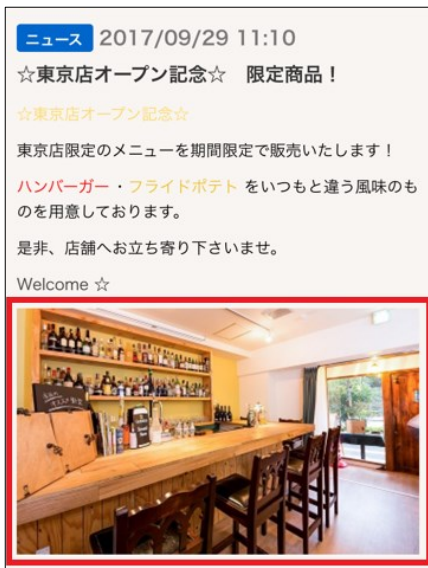 ニュース 2017/09/29 11:10
☆東京店オープン記念☆　限定商品！
☆東京店オープン記念☆
東京店限定のメニューを期間限定で販売いたします！
ハンバーガー・フライドポテト をいつもと違う風味のも
のを用意しております。
是非、店舗へお立ち寄り下さいませ。
Welcome ☆